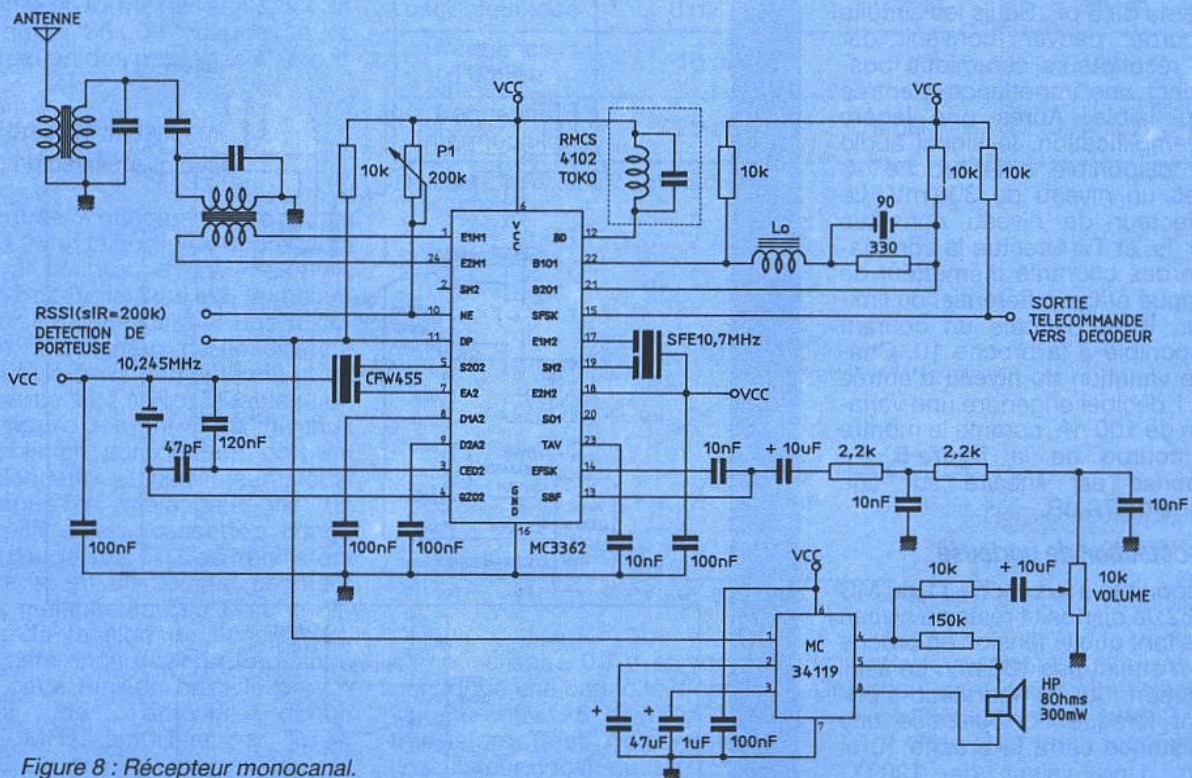 ANTENNE
VCC
VCC
10k
P1
200k
RMCS
4102
TOKO
10k
10k
10k
90
Lo
330
6
VCC
1 E1M1
24 E2M1
2 SM2
10 NE
11 DP
5 S2O2
7 EA2
8 D1A2
9 D2A2
3 CEO2
4 QZO2
BD 12
B1O1 22
B2O1 21
SFSK 15
E1M2 17
SM2 19
E2M2 18
SO1 20
TAV 23
EFSK 14
SBF 13
GND
16
MC3362
RSSI(sIR=200k)
DETECTION DE
PORTEUSE
SORTIE
TELECOMMANDE
VERS DECODEUR
SFE10,7MHz
VCC
10,245MHz
VCC
CFW455
47pF
120nF
100nF
100nF
100nF
10nF
100nF
10nF
+ 10uF
2,2k
2,2k
10nF
10nF
VCC
10k
+ 10uF
10k
VOLUME
150k
MC
34119
1
2
3
6
4
5
8
7
+
47uF
+
1uF
100nF
HP
8Ohms
300mW
Figure 8 : Récepteur monocanal.